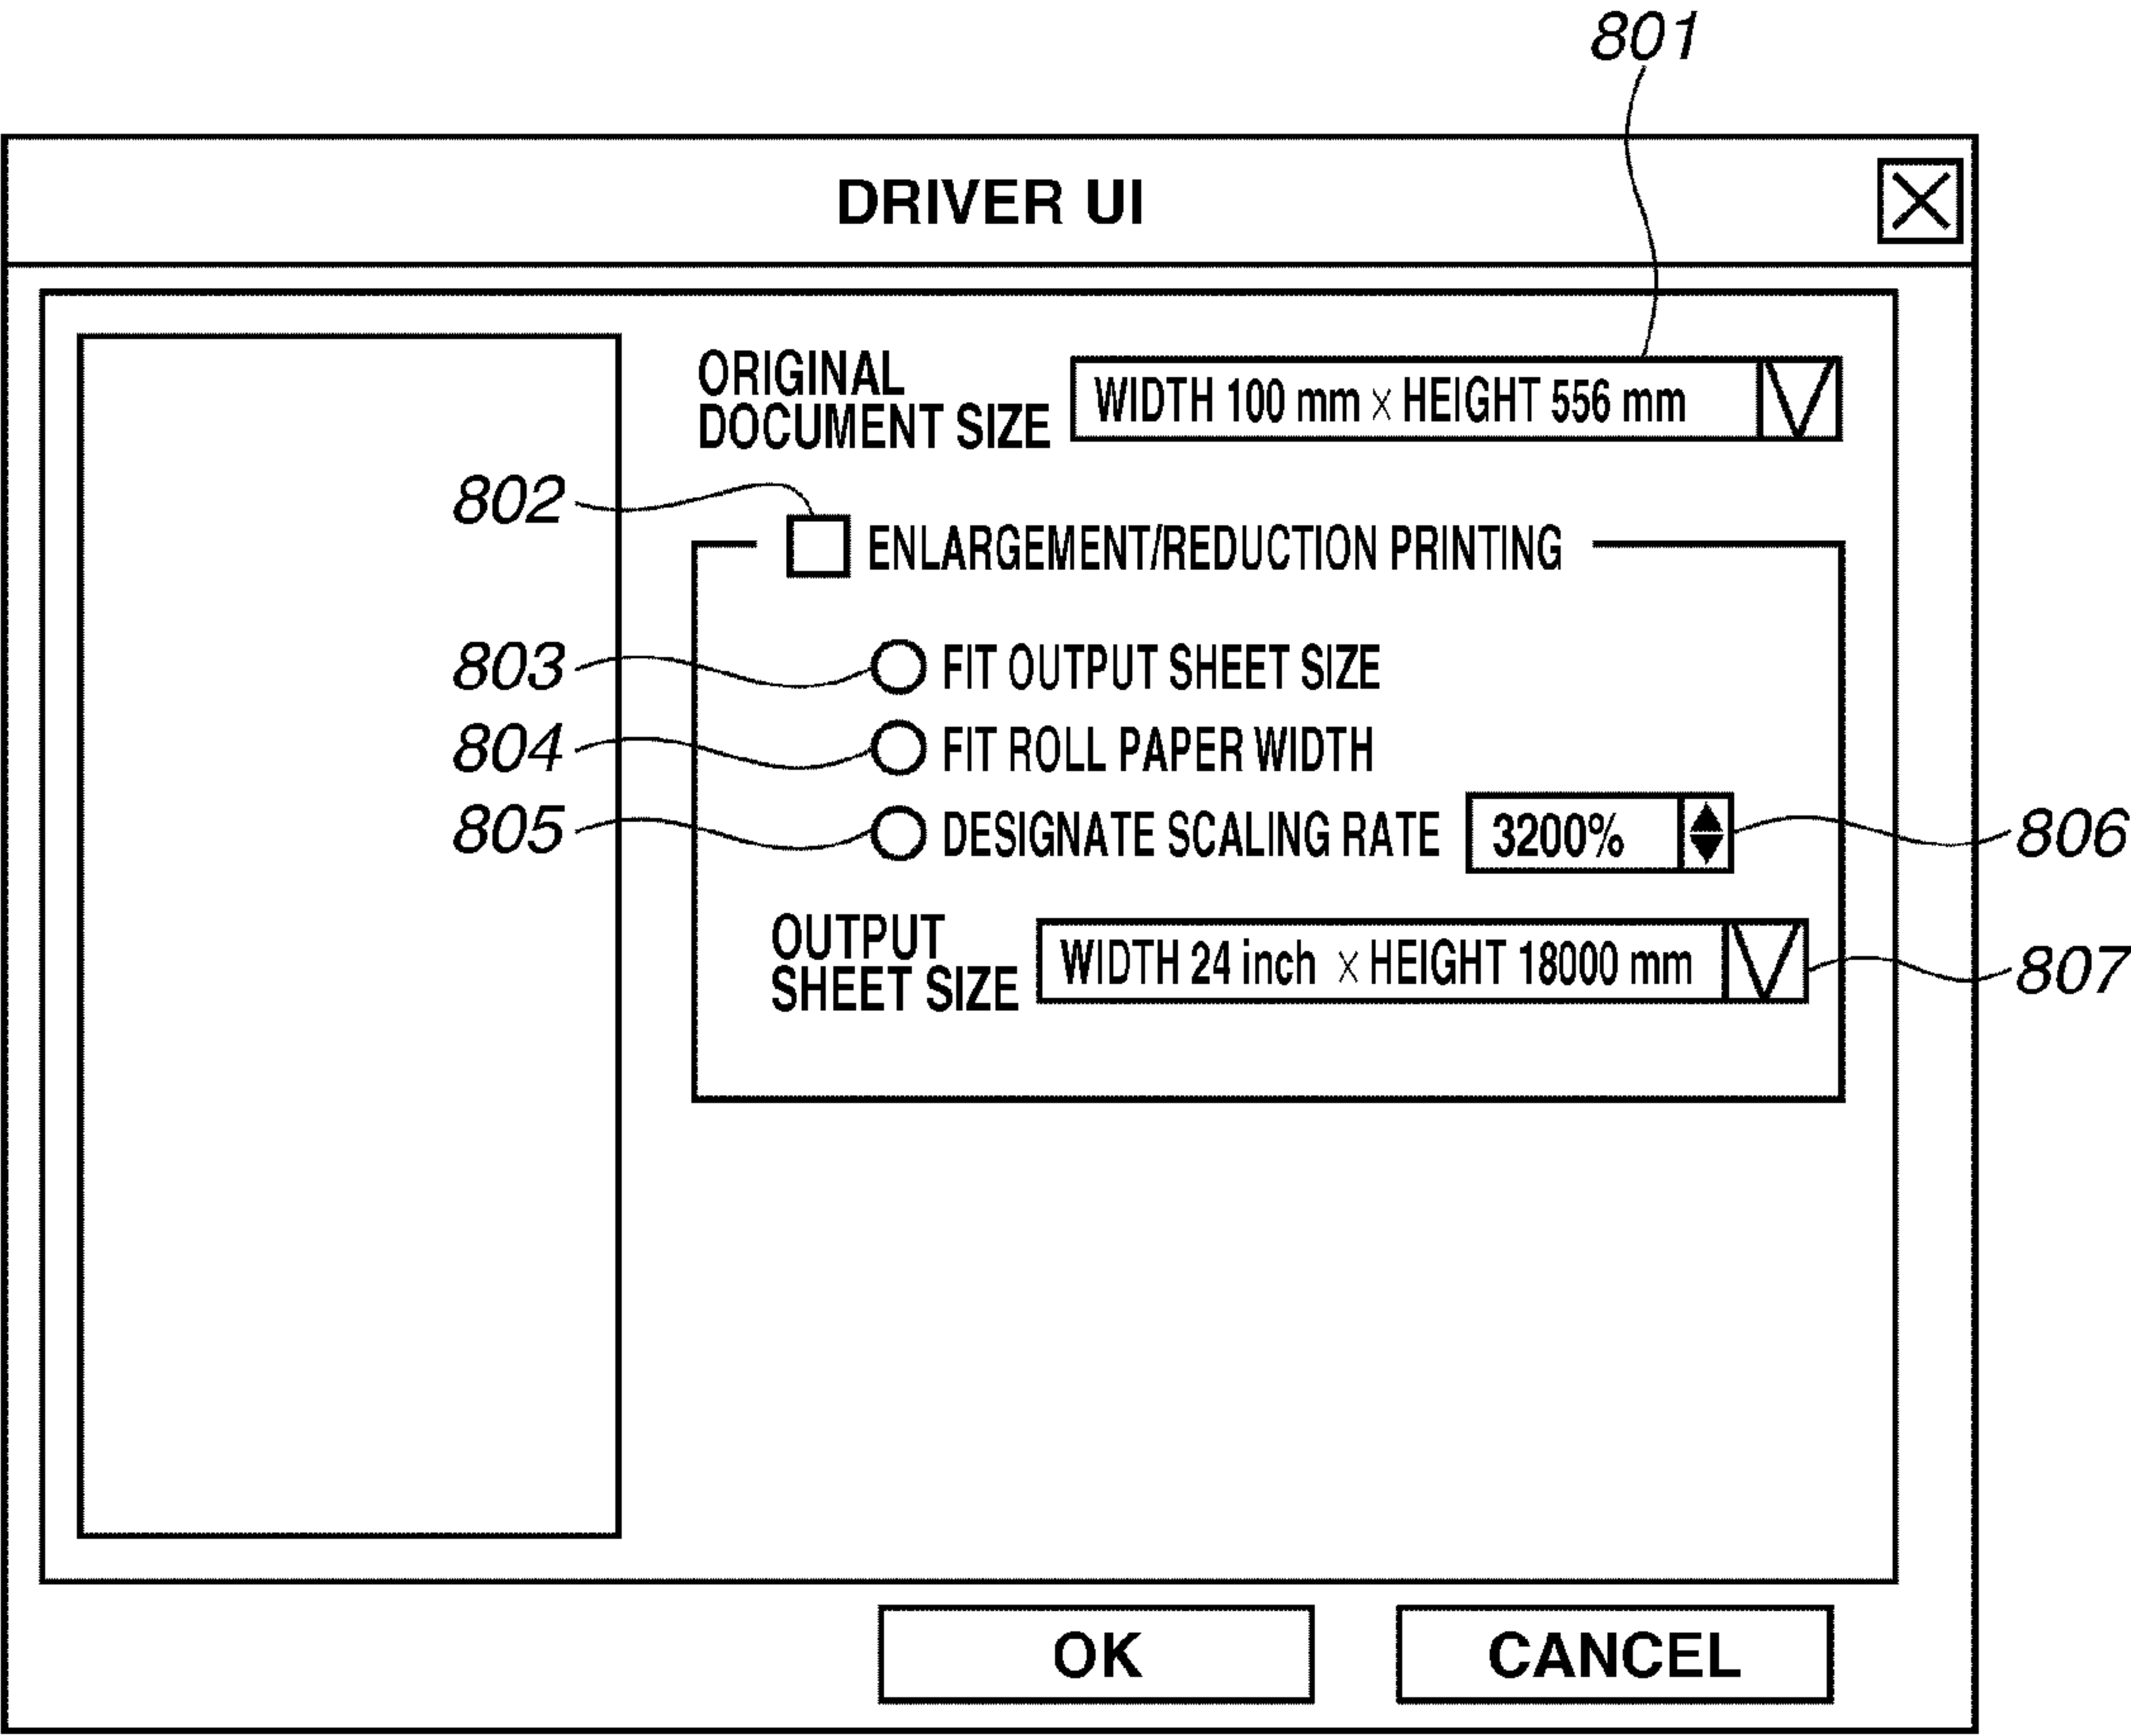 801
DRIVER UI
ORIGINAL
DOCUMENT SIZE
WIDTH 100 mm × HEIGHT 556 mm
802
ENLARGEMENT/REDUCTION PRINTING
803
FIT OUTPUT SHEET SIZE
804
FIT ROLL PAPER WIDTH
805
DESIGNATE SCALING RATE
3200%
806
OUTPUT
SHEET SIZE
WIDTH 24 inch × HEIGHT 18000 mm
807
OK
CANCEL